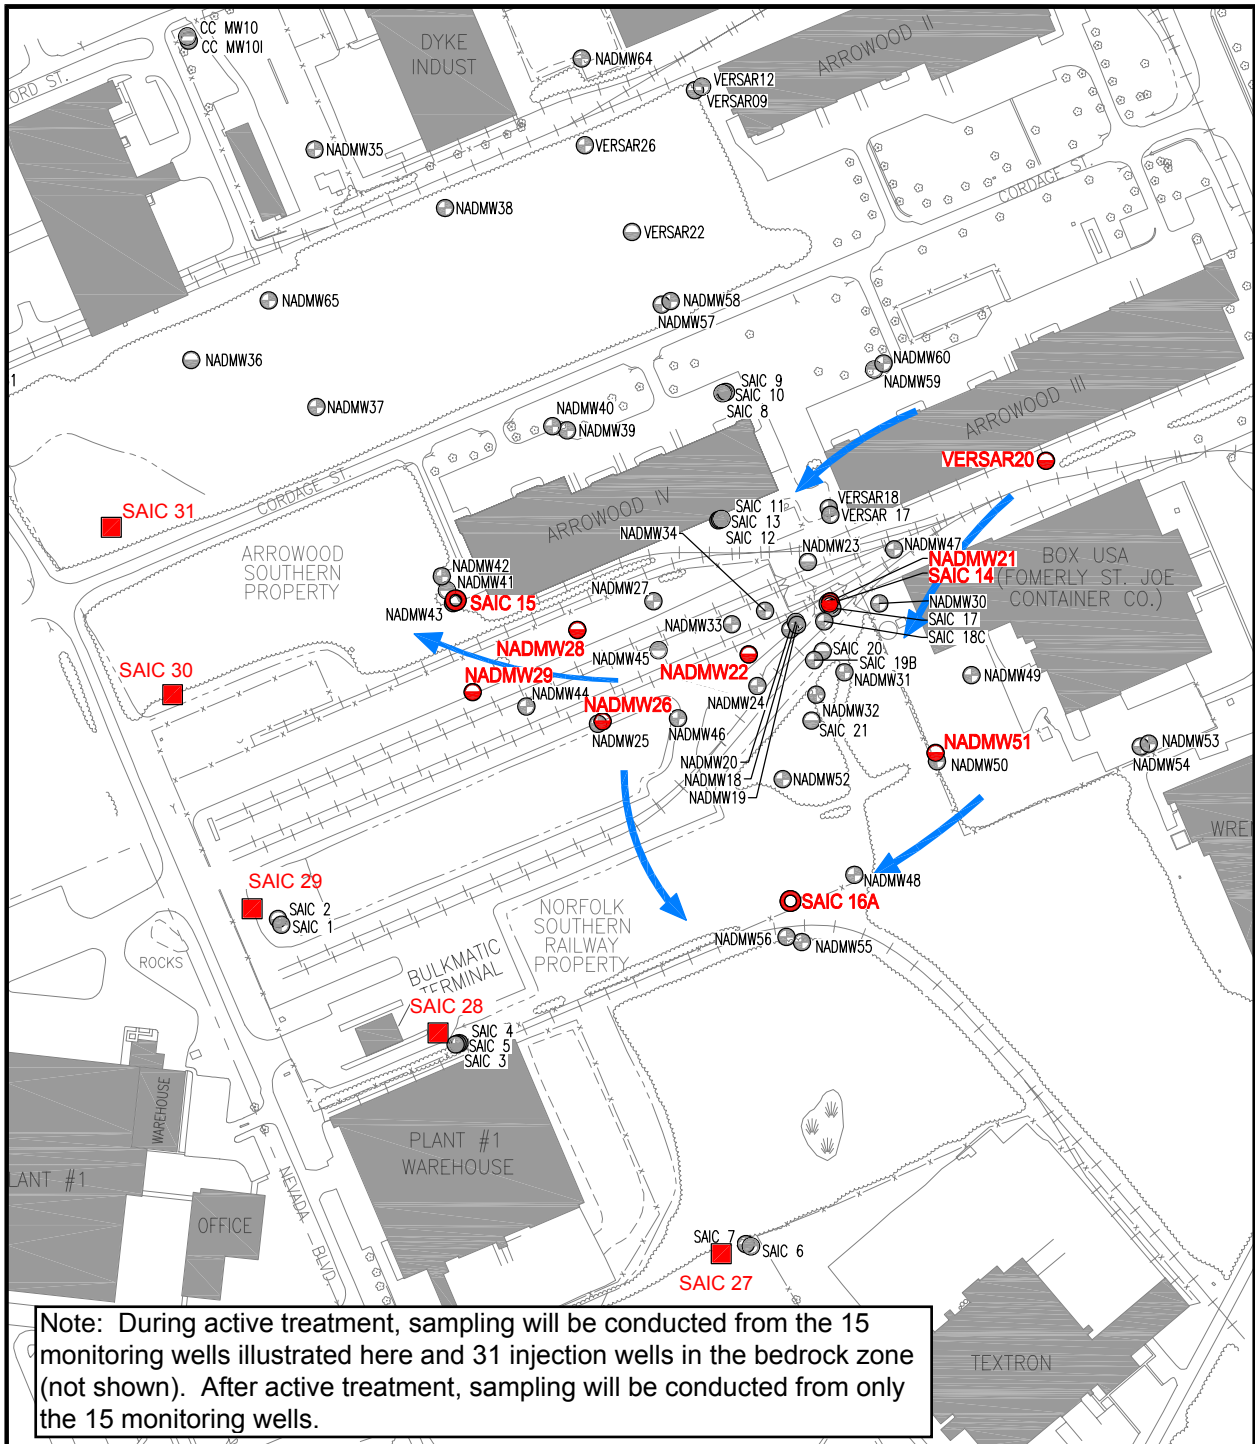 CC MW10
CC MW10I
ORD ST.
DYKE
INDUST
NADMW64
ARROWOOD II
VERSAR12
VERSAR09
NADMW35
VERSAR26
NADMW38
CORDAGE ST.
VERSAR22
NADMW65
NADMW58
NADMW57
NADMW36
1
NADMW60
NADMW59
SAIC 9
SAIC 10
SAIC 8
NADMW37
NADMW40
NADMW39
ARROWOOD III
VERSAR20
CORDAGE ST.
SAIC 31
ARROWOOD IV
VERSAR18
VERSAR 17
SAIC 11
SAIC 13
SAIC 12
NADMW34
ARROWOOD
SOUTHERN
PROPERTY
NADMW23
NADMW47
NADMW21
SAIC 14
BOX USA
(FOMERLY ST. JOE
CONTAINER CO.)
NADMW42
NADMW41
NADMW43
SAIC 15
NADMW27
NADMW30
SAIC 17
SAIC 18C
NADMW33
NADMW28
NADMW45
NADMW22
SAIC 20
SAIC 19B
NADMW31
NADMW49
SAIC 30
NADMW29
NADMW44
NADMW24
NADMW32
SAIC 21
NADMW26
NADMW25
NADMW46
NADMW51
NADMW50
NADMW53
NADMW54
NADMW20
NADMW18
NADMW19
NADMW52
WRE
SAIC 29
SAIC 2
SAIC 1
NADMW48
SAIC 16A
NORFOLK
SOUTHERN
RAILWAY
PROPERTY
NADMW56
NADMW55
ROCKS
BULKMATIC
TERMINAL
SAIC 28
SAIC 4
SAIC 5
SAIC 3
WAREHOUSE
PLANT #1
WAREHOUSE
LANT #1
NEVADA BLVD.
OFFICE
SAIC 7
SAIC 6
SAIC 27
TEXTRON
Note: During active treatment, sampling will be conducted from the 15
monitoring wells illustrated here and 31 injection wells in the bedrock zone
(not shown). After active treatment, sampling will be conducted from only
the 15 monitoring wells.